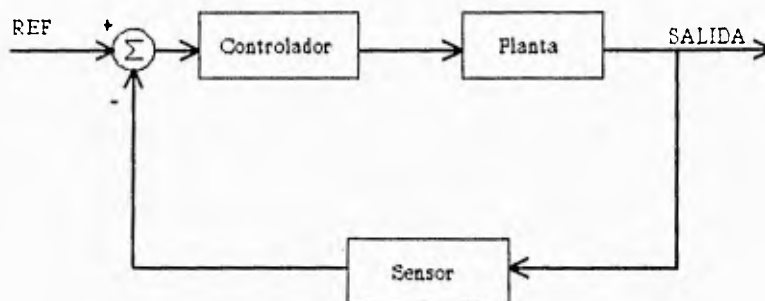 REF
+
Σ
Controlador
Planta
SALIDA
-
Sensor